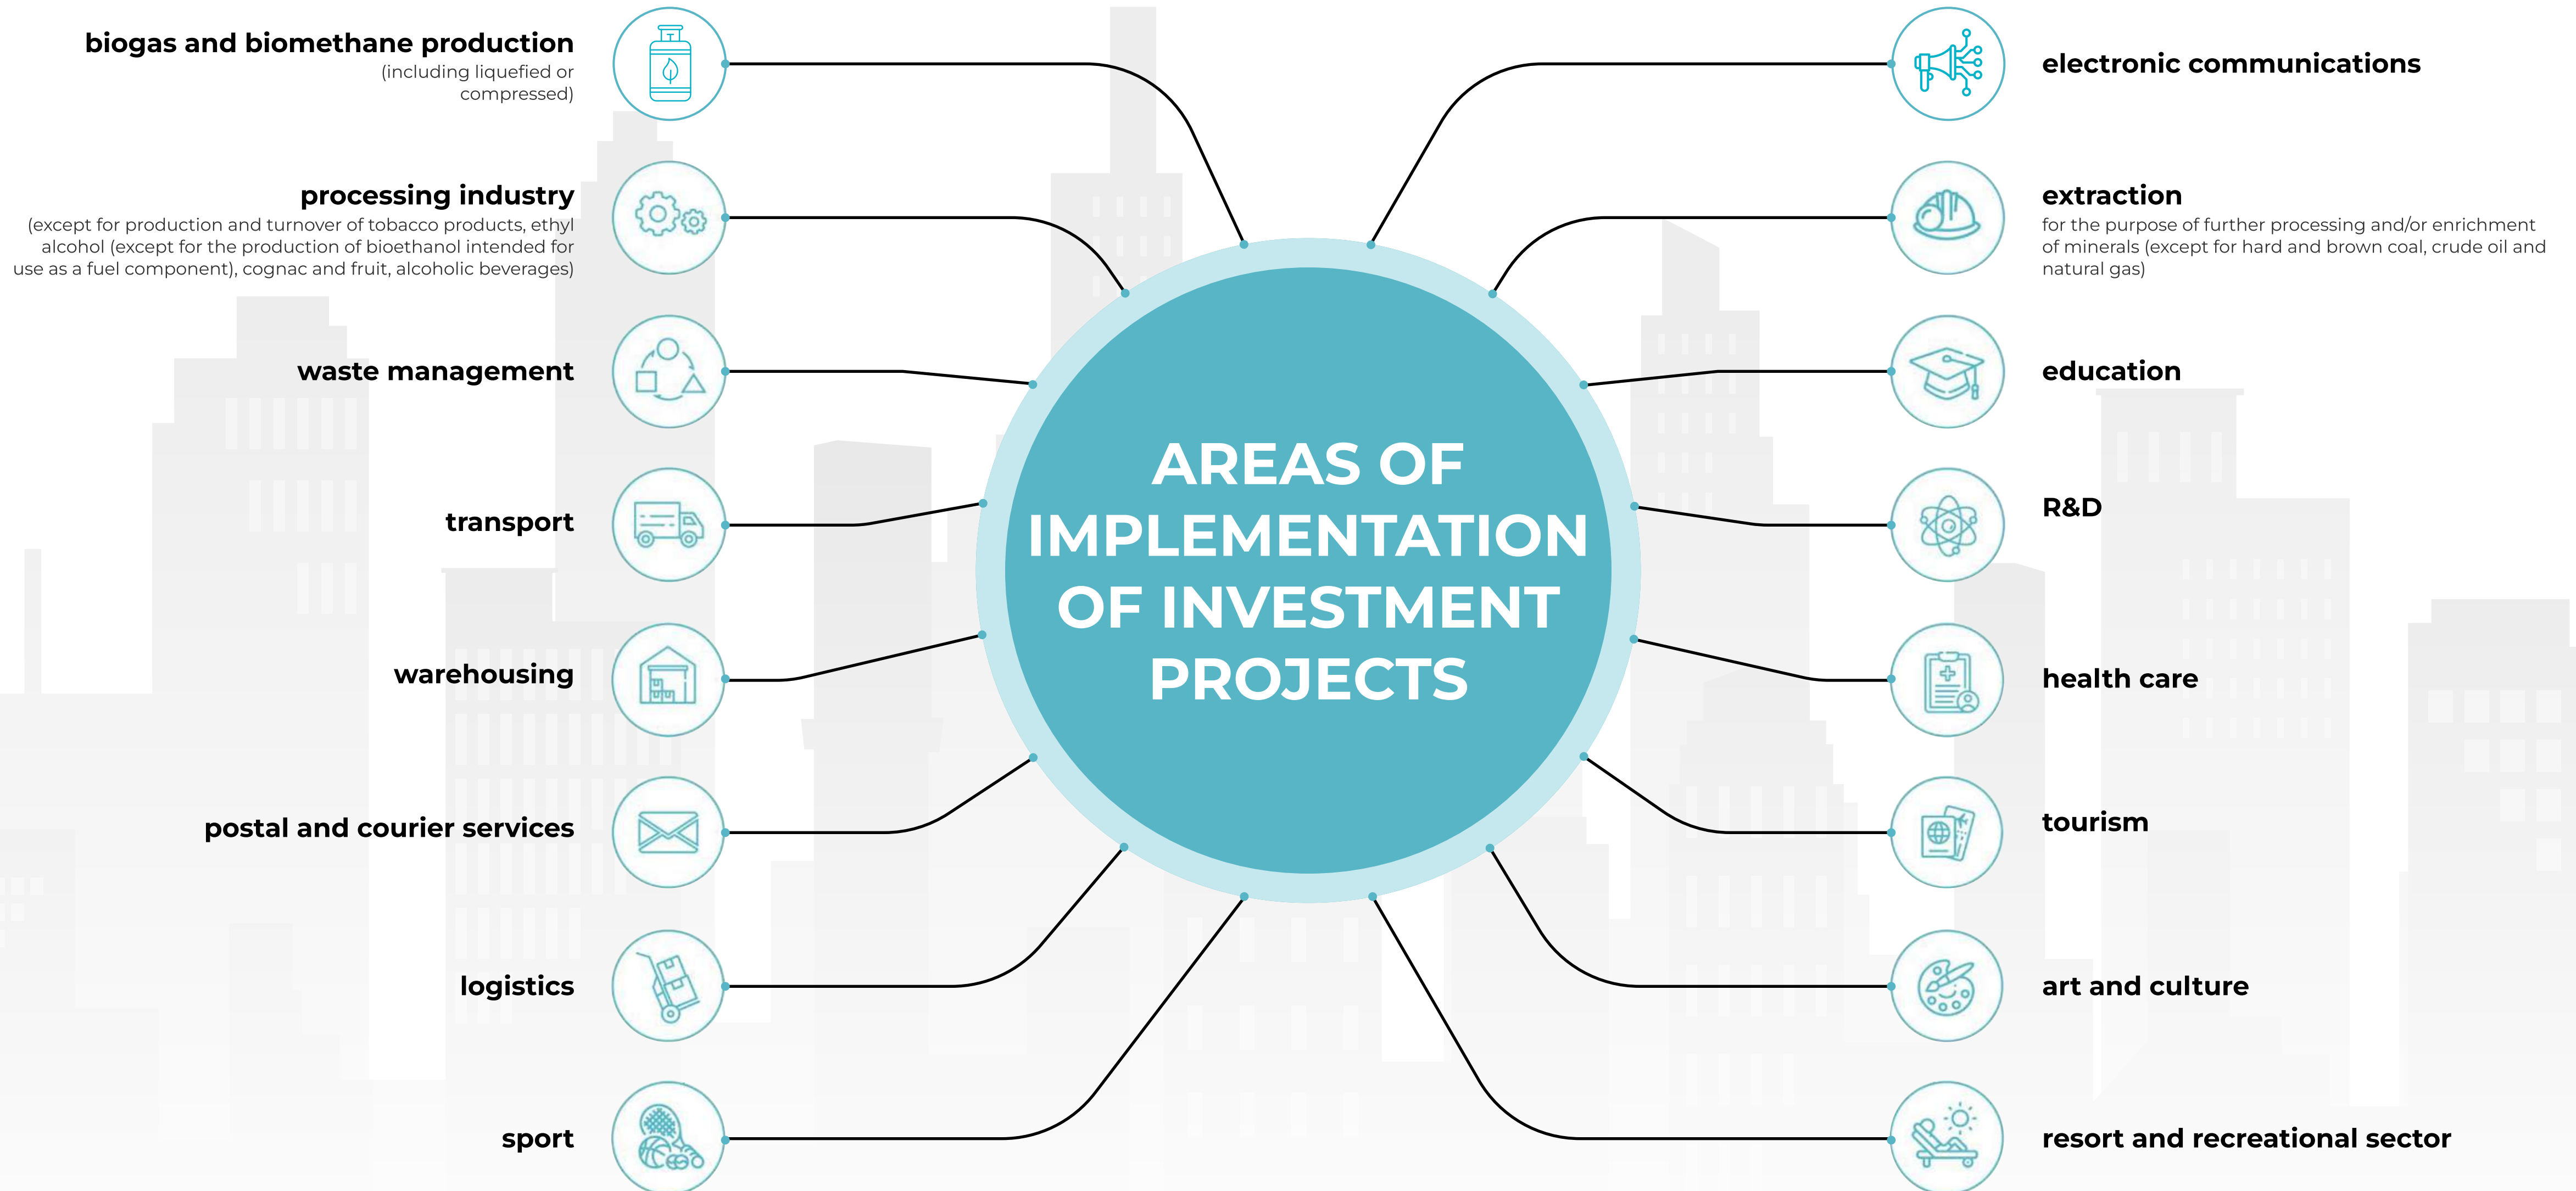 biogas and biomethane production
(including liquefied or
compressed)
processing industry
(except for production and turnover of tobacco products, ethyl
alcohol (except for the production of bioethanol intended for
use as a fuel component), cognac and fruit, alcoholic beverages)
waste management
transport
warehousing
postal and courier services
logistics
sport
AREAS OF
IMPLEMENTATION
OF INVESTMENT
PROJECTS
electronic communications
extraction
for the purpose of further processing and/or enrichment
of minerals (except for hard and brown coal, crude oil and
natural gas)
education
R&D
health care
tourism
art and culture
resort and recreational sector